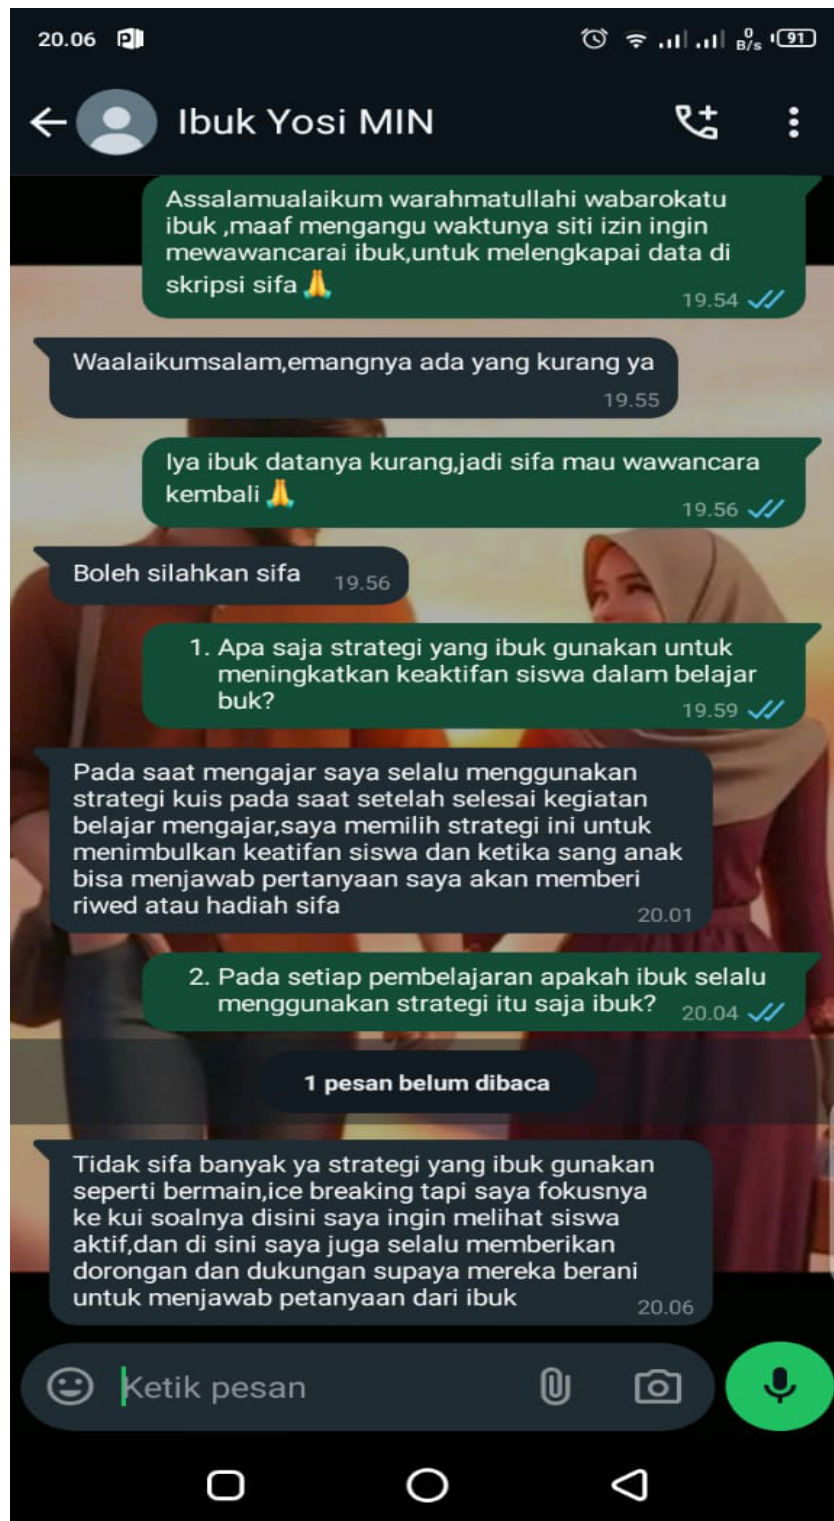 20.06
0 B/s 91
Ibuk Yosi MIN
Assalamualaikum warahmatullahi wabarokatu
ibuk ,maaf mengangu waktunya siti izin ingin
mewawancarai ibuk,untuk melengkapai data di
skripsi sifa 🙏
19.54
Waalaikumsalam,emangnya ada yang kurang ya
19.55
Iya ibuk datanya kurang,jadi sifa mau wawancara
kembali 🙏
19.56
Boleh silahkan sifa 19.56
1. Apa saja strategi yang ibuk gunakan untuk
meningkatkan keaktifan siswa dalam belajar
buk?
19.59
Pada saat mengajar saya selalu menggunakan
strategi kuis pada saat setelah selesai kegiatan
belajar mengajar,saya memilih strategi ini untuk
menimbulkan keatifan siswa dan ketika sang anak
bisa menjawab pertanyaan saya akan memberi
riwed atau hadiah sifa
20.01
2. Pada setiap pembelajaran apakah ibuk selalu
menggunakan strategi itu saja ibuk? 20.04
1 pesan belum dibaca
Tidak sifa banyak ya strategi yang ibuk gunakan
seperti bermain,ice breaking tapi saya fokusnya
ke kui soalnya disini saya ingin melihat siswa
aktif,dan di sini saya juga selalu memberikan
dorongan dan dukungan supaya mereka berani
untuk menjawab petanyaan dari ibuk
20.06
Ketik pesan